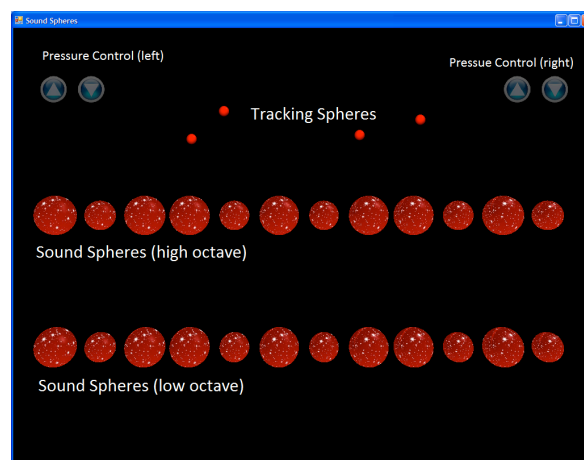 Sound Spheres
Pressure Control (left)
Pressue Control (right)
Tracking Spheres
Sound Spheres (high octave)
Sound Spheres (low octave)